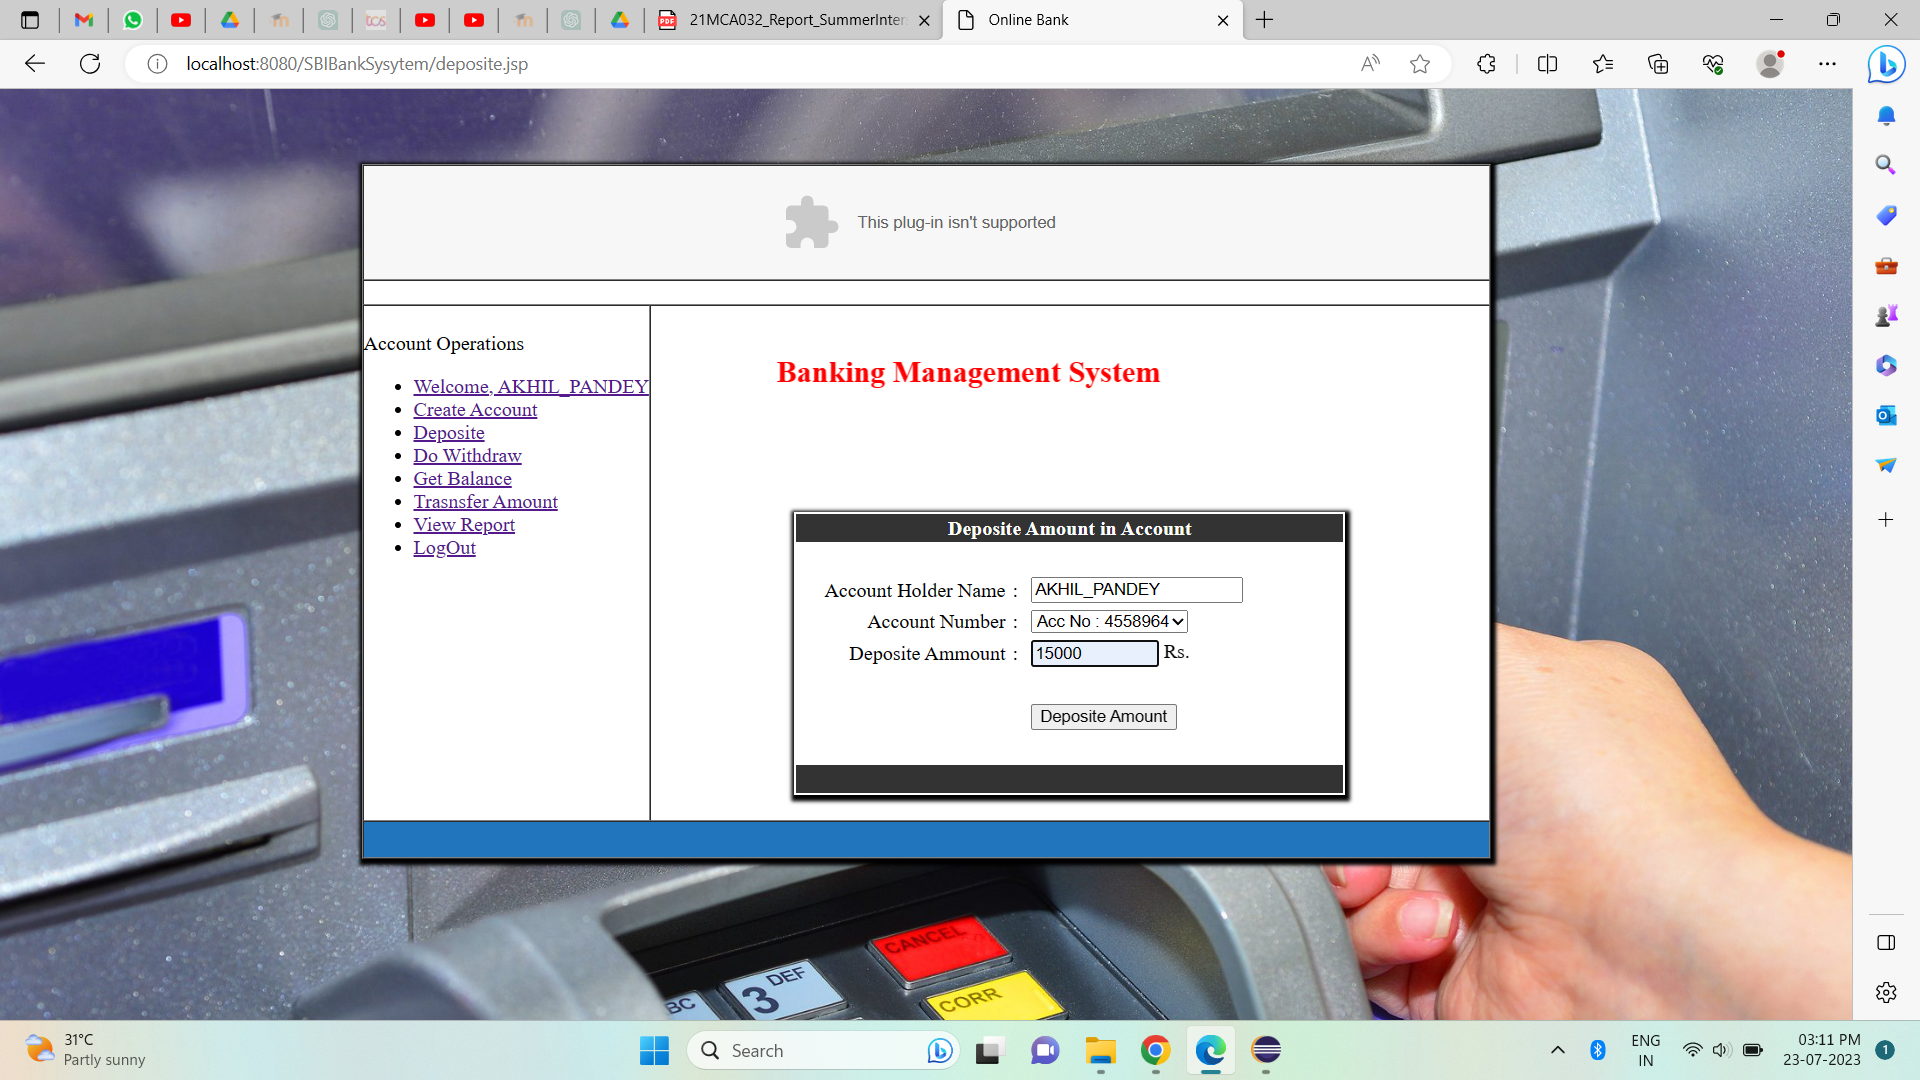 21MCA032_Report_SummerInter
Online Bank
localhost:8080/SBIBankSysytem/deposite.jsp
This plug-in isn't supported
Account Operations
Welcome, AKHIL_PANDEY
Create Account
Deposite
Do Withdraw
Get Balance
Trasnsfer Amount
View Report
LogOut
Banking Management System
Deposite Amount in Account
Account Holder Name : AKHIL_PANDEY
Account Number : Acc No : 4558964
Deposite Ammount : 15000 Rs.
Deposite Amount
CANCEL
CORR
3 DEF
BC
31°C
Partly sunny
Search
ENG
IN
03:11 PM
23-07-2023
1